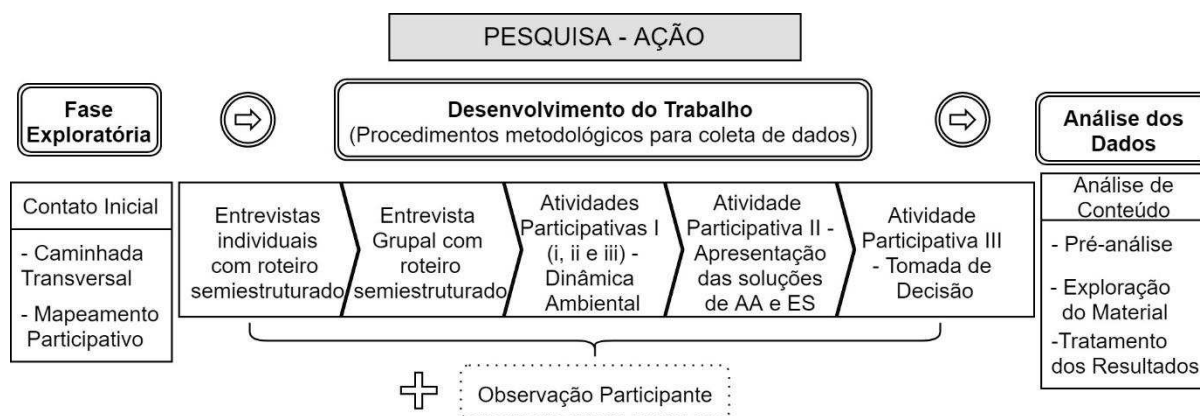 PESQUISA - AÇÃO
Fase
Exploratória
Desenvolvimento do Trabalho
(Procedimentos metodológicos para coleta de dados)
Análise dos
Dados
Contato Inicial
- Caminhada
Transversal
- Mapeamento
Participativo
Entrevistas
individuais
com roteiro
semiestruturado
Entrevista
Grupal com
roteiro
semiestruturado
Atividades
Participativas I
(i, ii e iii) -
Dinâmica
Ambiental
Atividade
Participativa II -
Apresentação
das soluções
de AA e ES
Atividade
Participativa III
- Tomada de
Decisão
Análise de
Conteúdo
- Pré-análise
- Exploração
do Material
-Tratamento
dos Resultados
Observação Participante